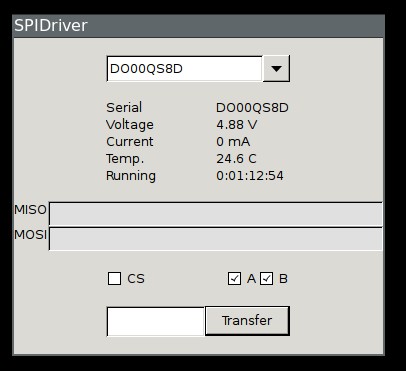 SPIDriver
DO00QS8D
Serial DO00QS8D
Voltage 4.88 V
Current 0 mA
Temp. 24.6 C
Running 0:01:12:54
MISO
MOSI
CS A B
Transfer